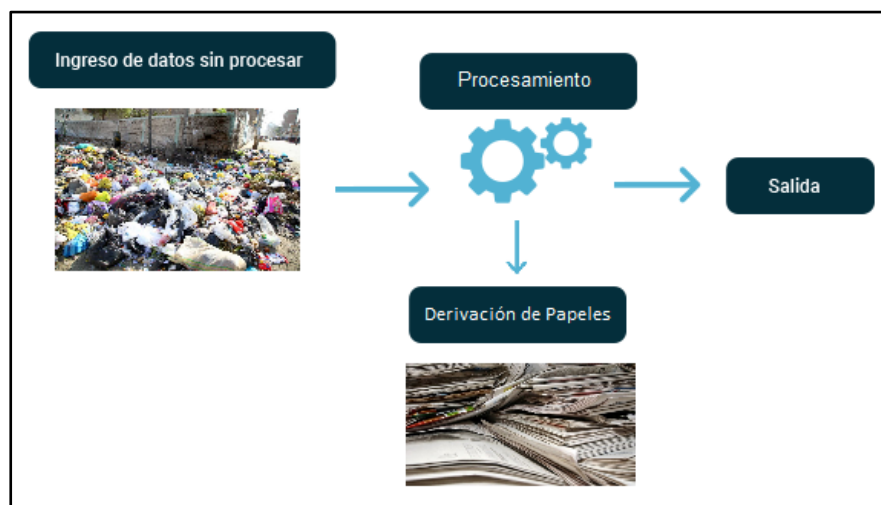 Ingreso de datos sin procesar
Procesamiento
Salida
Derivación de Papeles